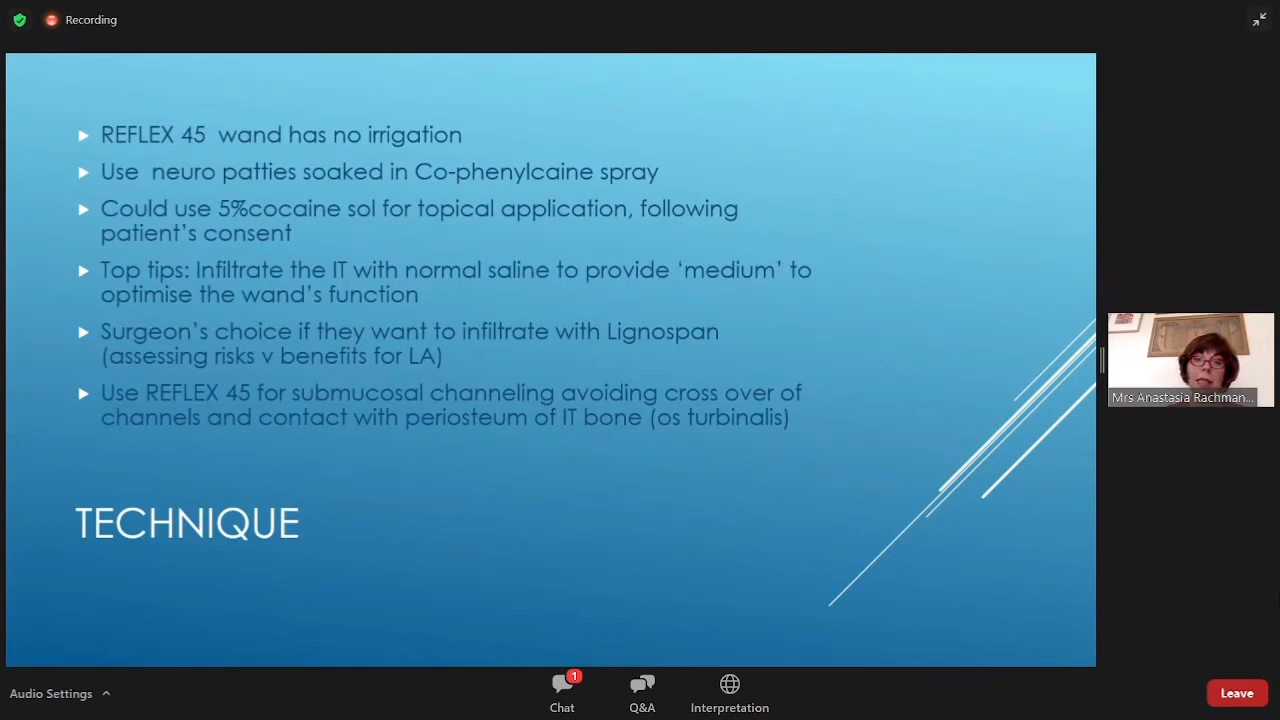 Recording
REFLEX 45  wand has no irrigation
Use  neuro patties soaked in Co-phenylcaine spray
Could use 5%cocaine sol for topical application, following
patient’s consent
Top tips: Infiltrate the IT with normal saline to provide ‘medium’ to
optimise the wand’s function
Surgeon’s choice if they want to infiltrate with Lignospan
(assessing risks v benefits for LA)
Use REFLEX 45 for submucosal channeling avoiding cross over of
channels and contact with periosteum of IT bone (os turbinalis)
TECHNIQUE
Mrs Anastasia Rachman...
Audio Settings
1
Chat
Q&A
Interpretation
Leave